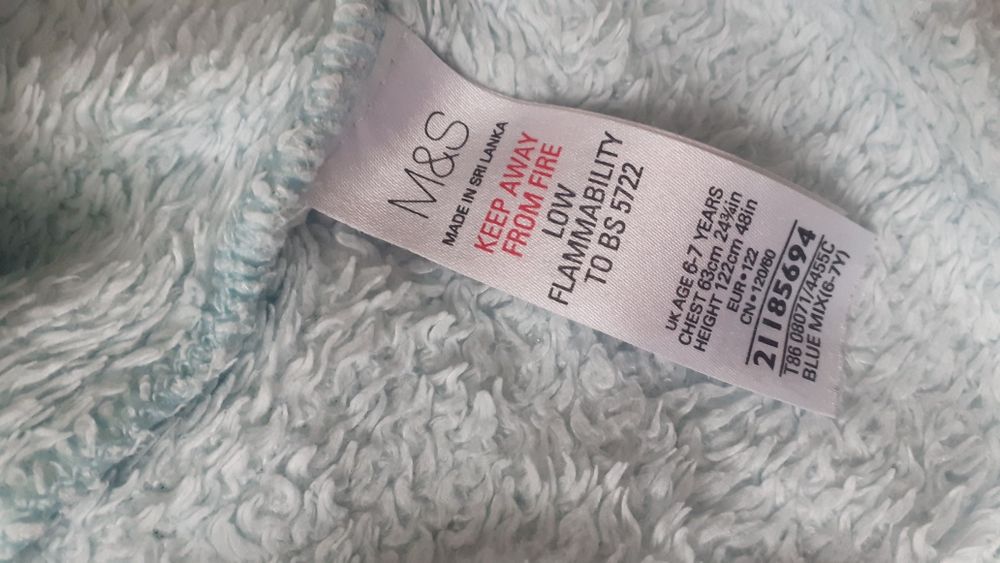 M&S
MADE IN SRI LANKA
KEEP AWAY
FROM FIRE
LOW
FLAMMABILITY
TO BS 5722
UK AGE 6-7 YEARS
CHEST 63cm 24¾in
HEIGHT 122cm 48in
EUR•122
CN•120/60
21185694
T86 08071/4455C
BLUE MIX(6-7Y)